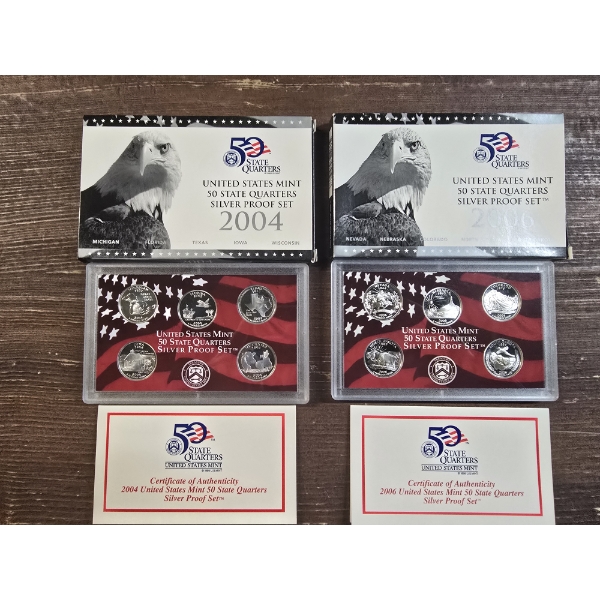 50
STATE
QUARTERS
UNITED STATES MINT
50 STATE QUARTERS
SILVER PROOF SET
2004
MICHIGAN FLORIDA TEXAS IOWA WISCONSIN
50
STATE
QUARTERS
UNITED STATES MINT
50 STATE QUARTERS
SILVER PROOF SET™
2006
NEVADA NEBRASKA COLORADO
UNITED STATES MINT
50 STATE QUARTERS
SILVER PROOF SET™
UNITED STATES MINT
50 STATE QUARTERS
SILVER PROOF SET™
50
STATE
QUARTERS
UNITED STATES MINT
Certificate of Authenticity
2004 United States Mint 50 State Quarters
Silver Proof Set™
50
STATE
QUARTERS
UNITED STATES MINT
Certificate of Authenticity
2006 United States Mint 50 State Quarters
Silver Proof Set™